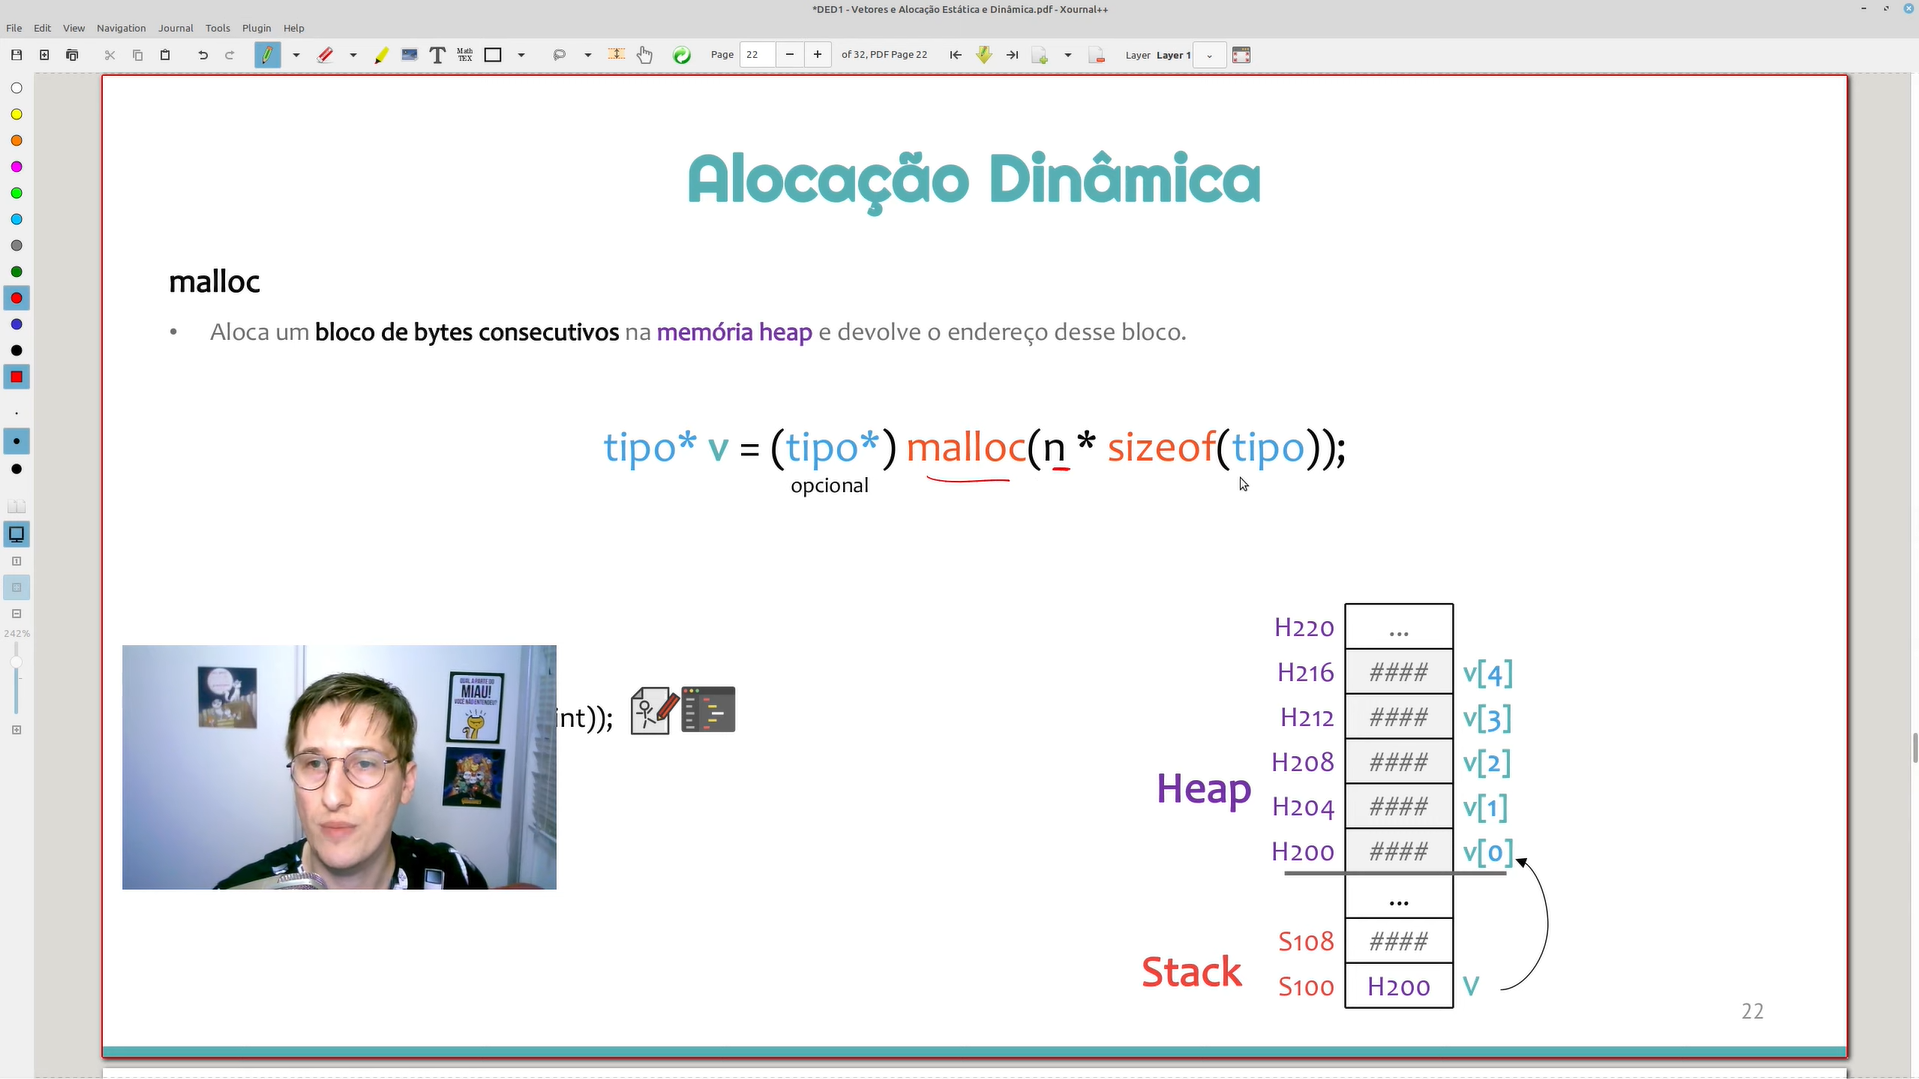 *DED1 - Vetores e Alocação Estática e Dinâmica.pdf - Xournal++
File Edit View Navigation Journal Tools Plugin Help
Page 22 of 32, PDF Page 22 Layer Layer 1
T Math TEX
Alocação Dinâmica
malloc
• Aloca um bloco de bytes consecutivos na memória heap e devolve o endereço desse bloco.
tipo* v = (tipo*) malloc(n * sizeof(tipo));
opcional
242%
QUAL A PARTE DO
MIAU!
VOCÊ NÃO ENTENDEU?
int));
Heap
H220 ...
H216 #### v[4]
H212 #### v[3]
H208 #### v[2]
H204 #### v[1]
H200 #### v[0]
...
Stack
S108 ####
S100 H200 V
22